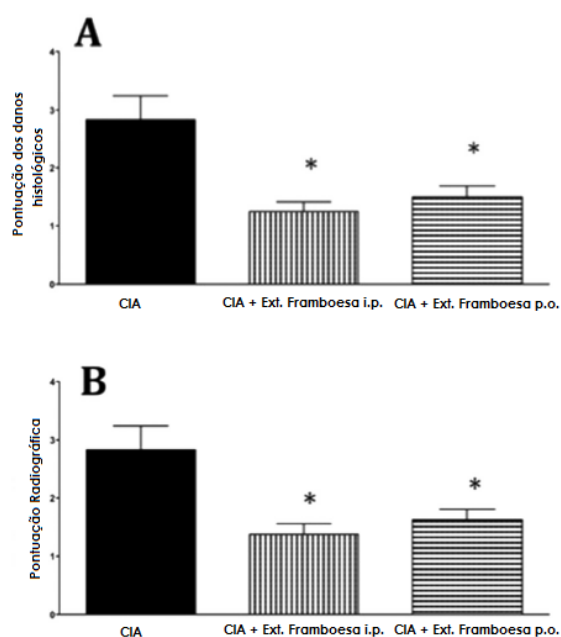 A
4
Pontuação dos danos
histológicos
3
2
1
0
*
*
CIA
CIA + Ext. Framboesa i.p.
CIA + Ext. Framboesa p.o.
B
4
Pontuação Radiográfica
3
2
1
0
*
*
CIA
CIA + Ext. Framboesa i.p.
CIA + Ext. Framboesa p.o.